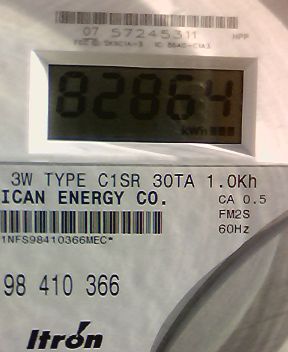 07 57245311 HPP
82864
kWh
3W TYPE C1SR 30TA 1.0Kh
ICAN ENERGY CO. CA 0.5
FM2S
1NFS98410366MEC* 60Hz
98 410 366
Itron